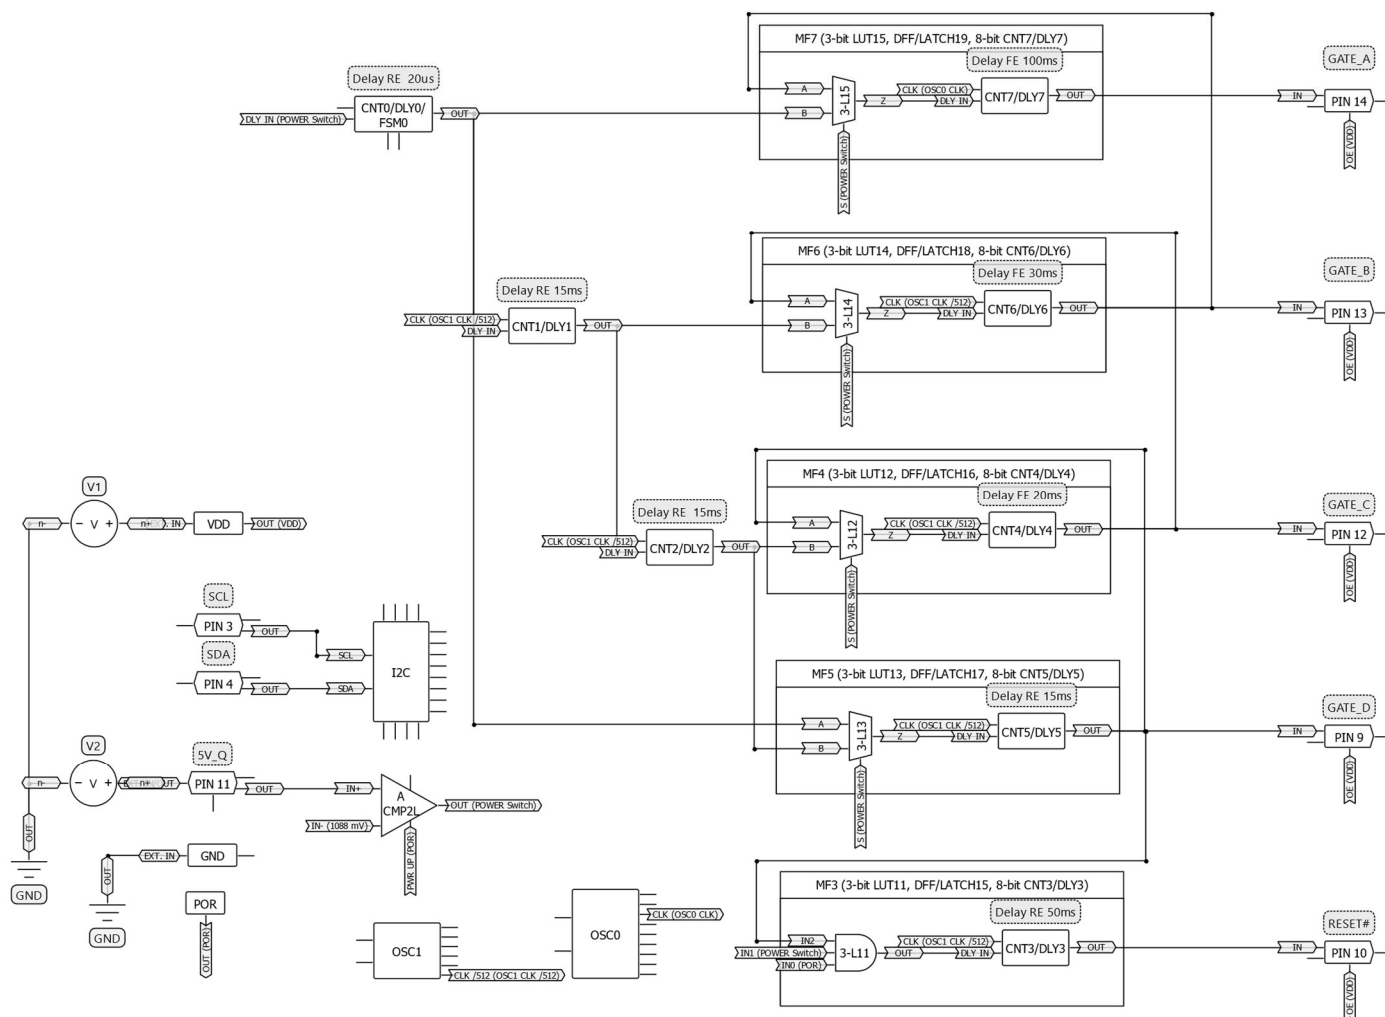 MF7 (3-bit LUT15, DFF/LATCH19, 8-bit CNT7/DLY7)
Delay FE 100ms
GATE_A
Delay RE 20us
CNT0/DLY0/
FSM0
DLY IN (POWER Switch)
OUT
A
B
3-L15
S (POWER Switch)
Z
CLK (OSC0 CLK)
DLY IN
CNT7/DLY7
OUT
IN
PIN 14
OE (VDD)
MF6 (3-bit LUT14, DFF/LATCH18, 8-bit CNT6/DLY6)
Delay FE 30ms
GATE_B
Delay RE 15ms
CLK (OSC1 CLK /512)
DLY IN
CNT1/DLY1
OUT
A
B
3-L14
S (POWER Switch)
Z
CLK (OSC1 CLK /512)
DLY IN
CNT6/DLY6
OUT
IN
PIN 13
OE (VDD)
MF4 (3-bit LUT12, DFF/LATCH16, 8-bit CNT4/DLY4)
Delay FE 20ms
GATE_C
Delay RE 15ms
CLK (OSC1 CLK /512)
DLY IN
CNT2/DLY2
OUT
A
B
3-L12
S (POWER Switch)
Z
CLK (OSC1 CLK /512)
DLY IN
CNT4/DLY4
OUT
IN
PIN 12
OE (VDD)
V1
n-
− V +
n+
IN
VDD
OUT (VDD)
SCL
PIN 3
OUT
SCL
SDA
PIN 4
OUT
SDA
I2C
MF5 (3-bit LUT13, DFF/LATCH17, 8-bit CNT5/DLY5)
Delay RE 15ms
GATE_D
A
B
3-L13
S (POWER Switch)
Z
CLK (OSC1 CLK /512)
DLY IN
CNT5/DLY5
OUT
IN
PIN 9
OE (VDD)
V2
n-
− V +
n+
5V_Q
PIN 11
OUT
IN+
IN- (1088 mV)
A
CMP2L
OUT (POWER Switch)
PWR UP (POR)
OUT
GND
OUT
GND
EXT. IN
GND
POR
OUT (POR)
OSC1
CLK /512 (OSC1 CLK /512)
OSC0
CLK (OSC0 CLK)
MF3 (3-bit LUT11, DFF/LATCH15, 8-bit CNT3/DLY3)
Delay RE 50ms
RESET#
IN2
IN1 (POWER Switch)
IN0 (POR)
3-L11
OUT
CLK (OSC1 CLK /512)
DLY IN
CNT3/DLY3
OUT
IN
PIN 10
OE (VDD)